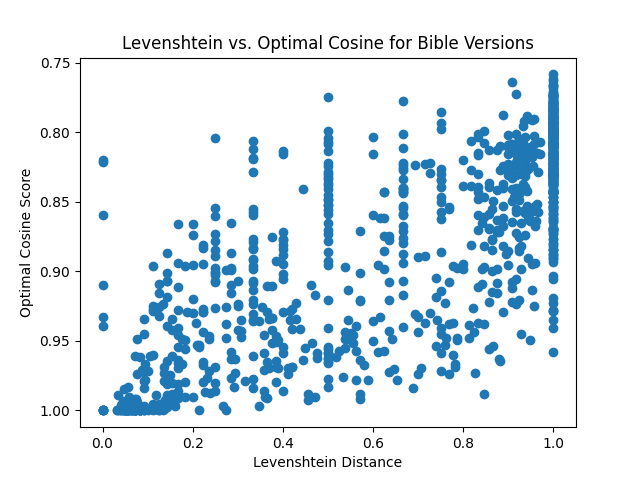 Levenshtein vs. Optimal Cosine for Bible Versions
0.75
0.80
0.85
0.90
0.95
1.00
Optimal Cosine Score
0.0 0.2 0.4 0.6 0.8 1.0
Levenshtein Distance